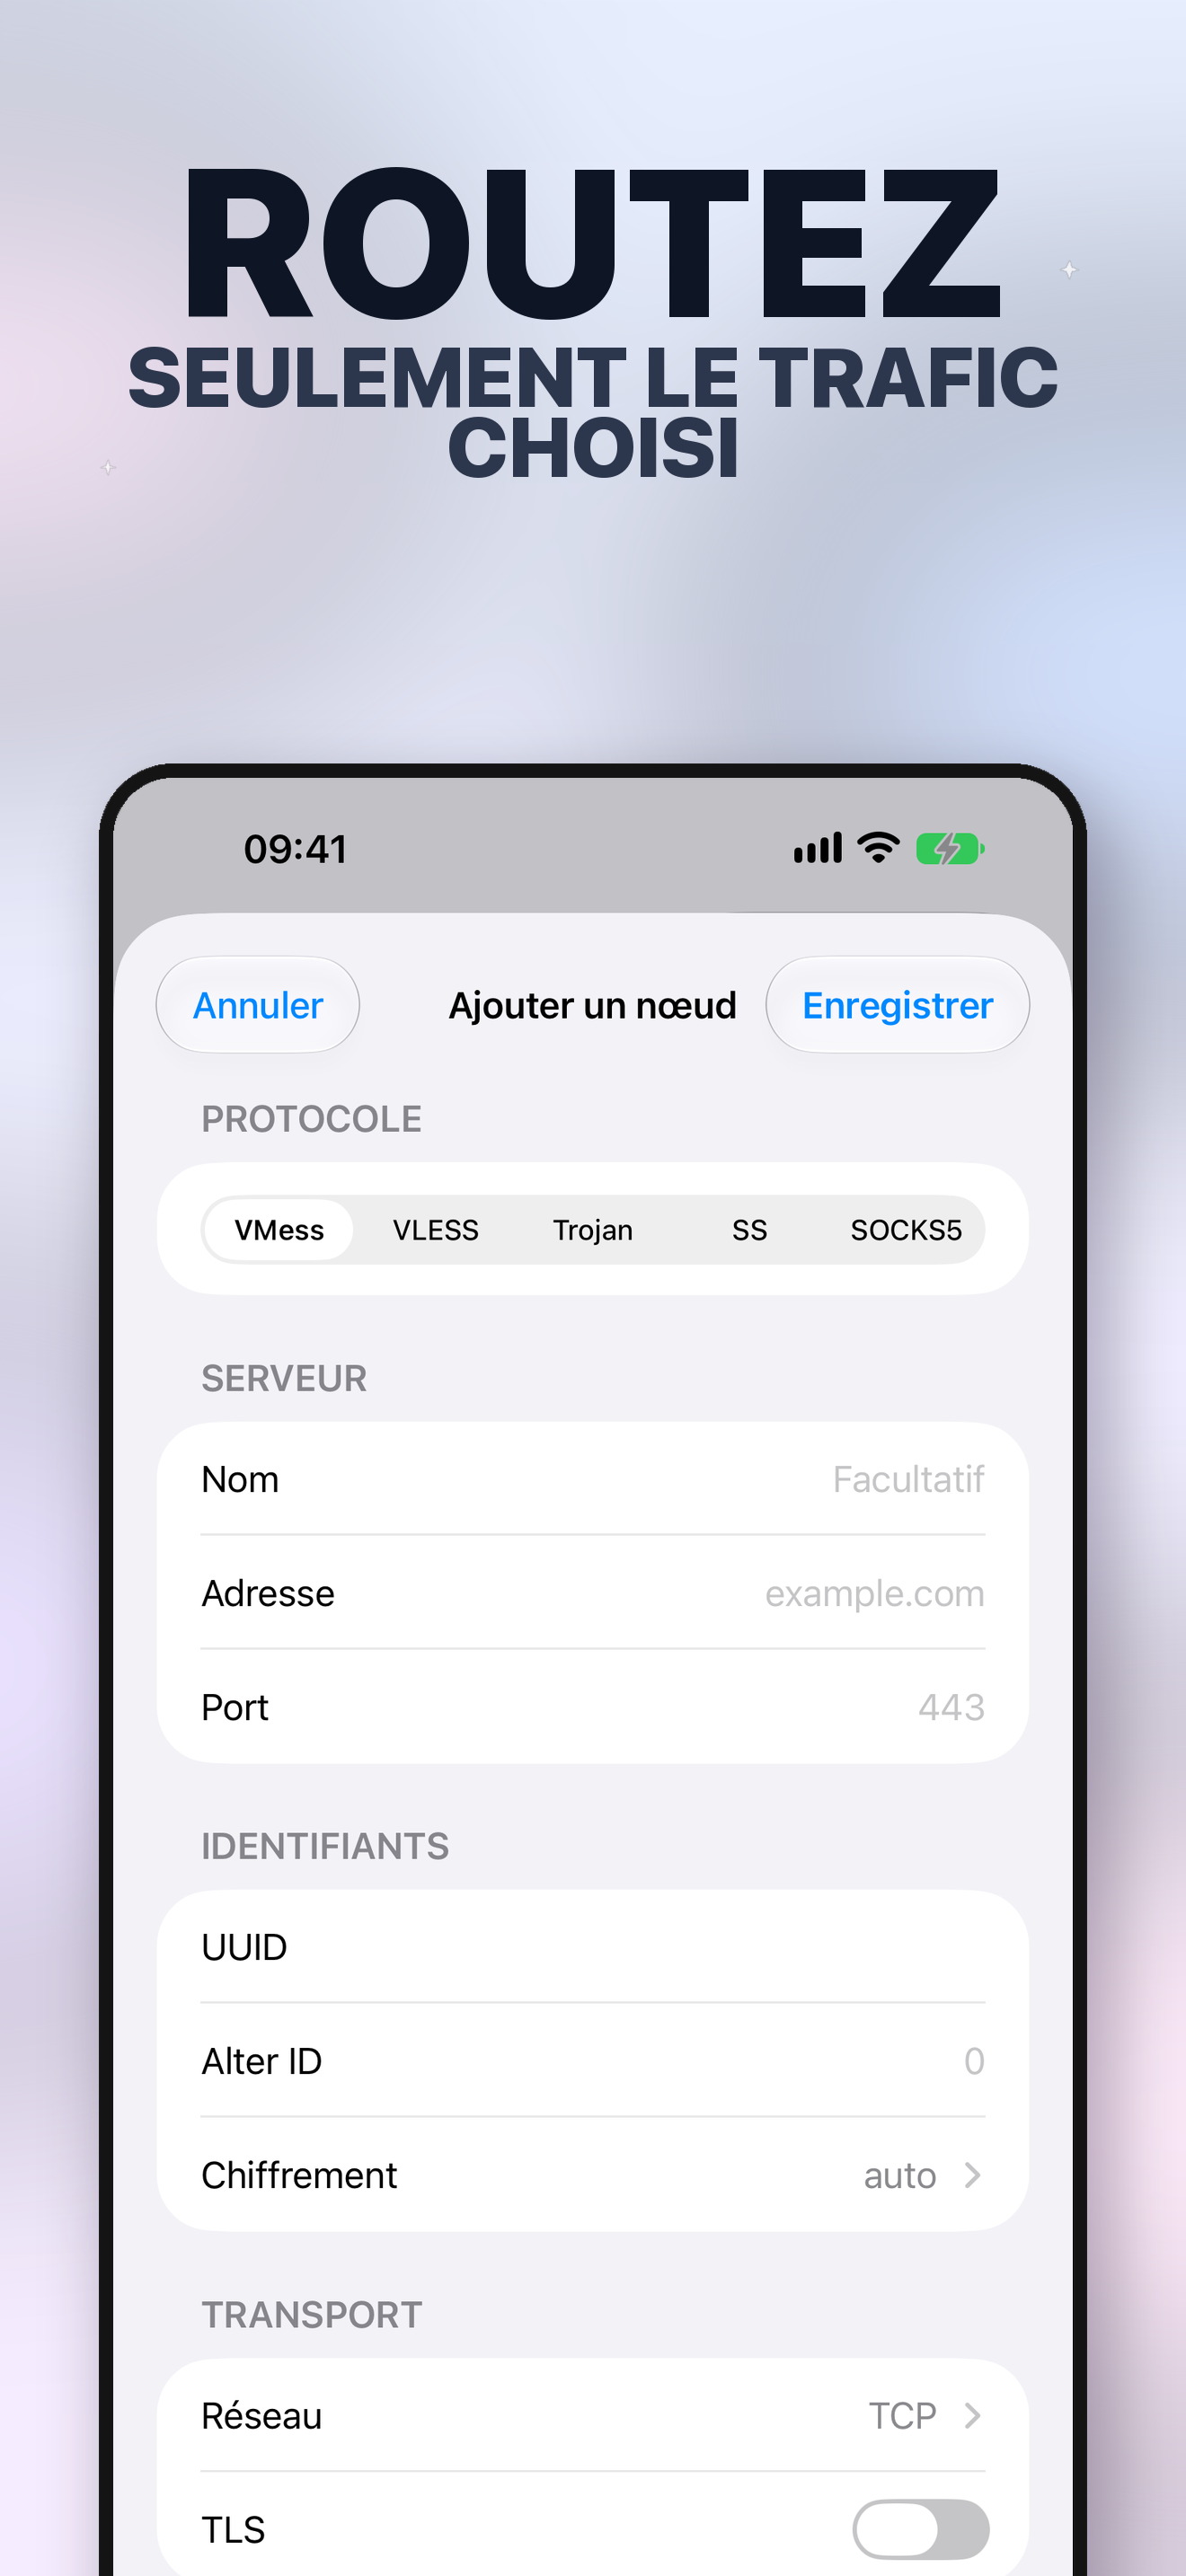 ROUTEZ
SEULEMENT LE TRAFIC
CHOISI
09:41
Annuler Ajouter un nœud Enregistrer
PROTOCOLE
VMess VLESS Trojan SS SOCKS5
SERVEUR
Nom Facultatif
Adresse example.com
Port 443
IDENTIFIANTS
UUID
Alter ID 0
Chiffrement auto
TRANSPORT
Réseau TCP
TLS